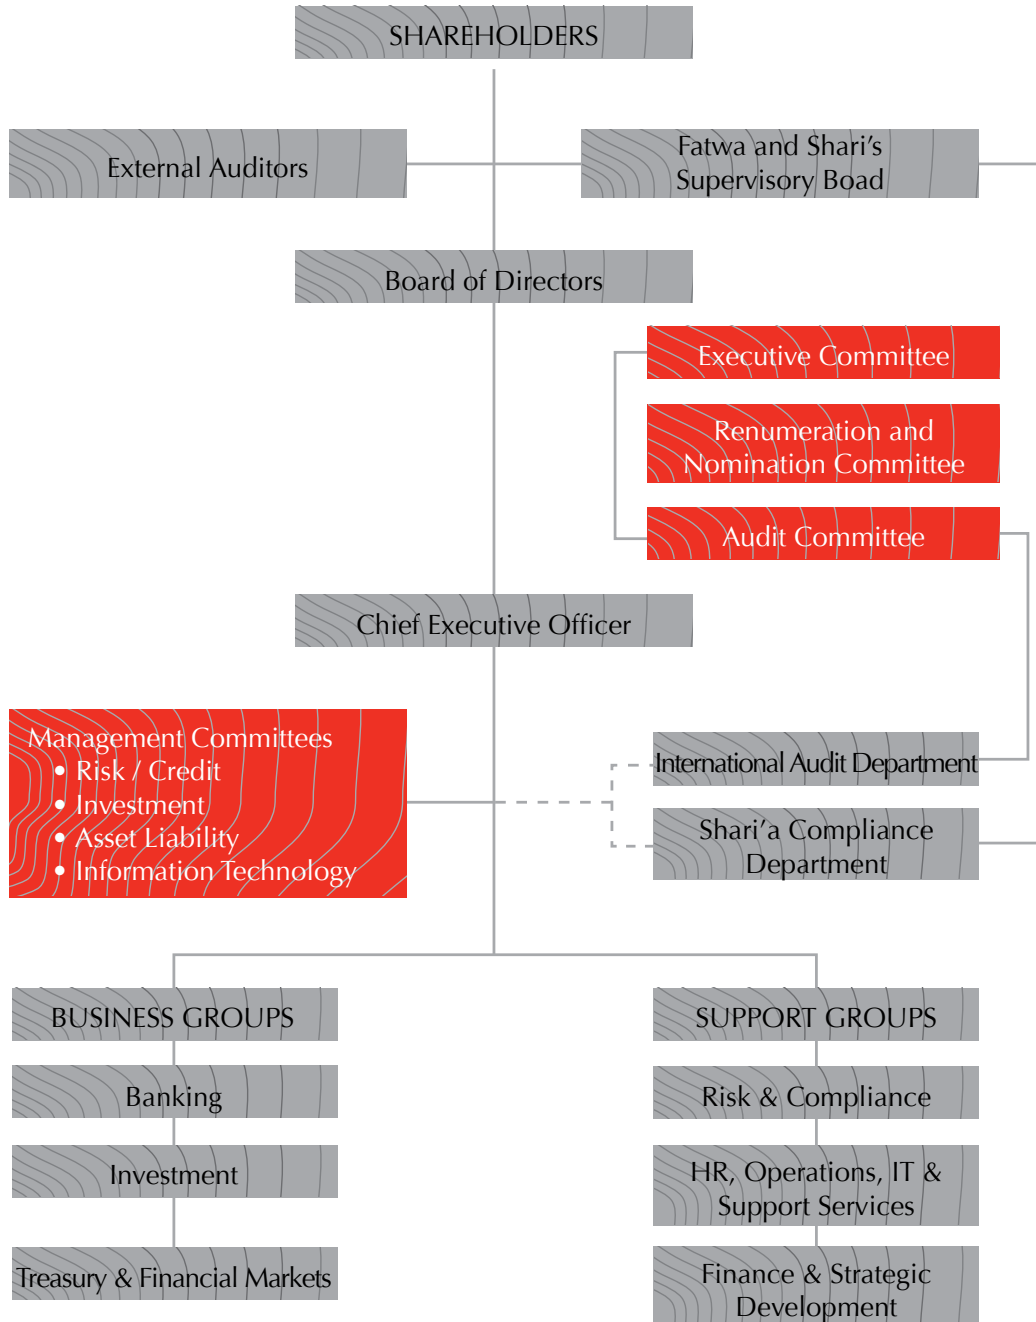 SHAREHOLDERS
External Auditors
Fatwa and Shari's
Supervisory Boad
Board of Directors
Executive Committee
Renumeration and
Nomination Committee
Audit Committee
Chief Executive Officer
Management Committees
• Risk / Credit
• Investment
• Asset Liability
• Information Technology
International Audit Department
Shari'a Compliance
Department
BUSINESS GROUPS
Banking
Investment
Treasury & Financial Markets
SUPPORT GROUPS
Risk & Compliance
HR, Operations, IT &
Support Services
Finance & Strategic
Development